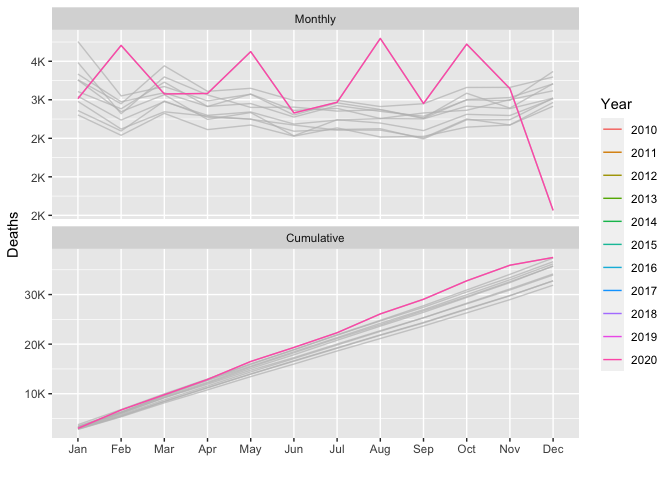 Monthly
4K
3K
2K
2K
2K
Deaths
Cumulative
30K
20K
10K
Jan Feb Mar Apr May Jun Jul Aug Sep Oct Nov Dec
Year
2010
2011
2012
2013
2014
2015
2016
2017
2018
2019
2020